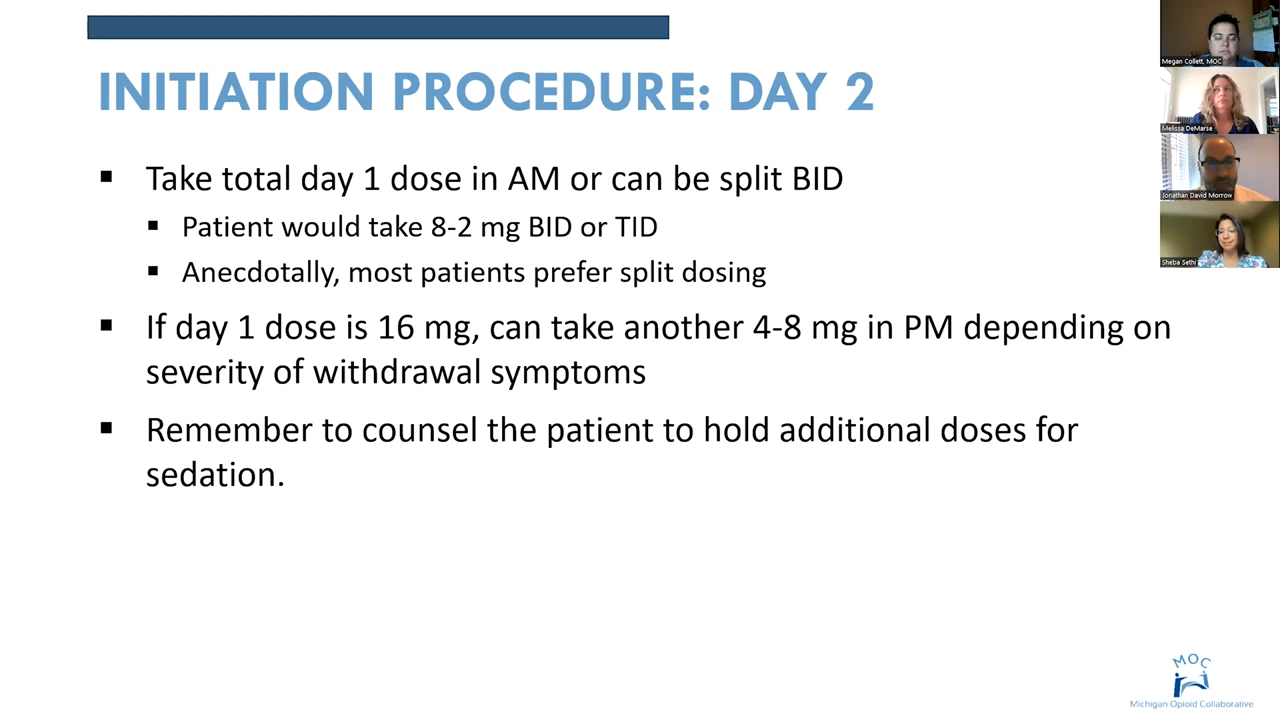 INITIATION PROCEDURE: DAY 2
▪ Take total day 1 dose in AM or can be split BID
▪ Patient would take 8-2 mg BID or TID
▪ Anecdotally, most patients prefer split dosing
▪ If day 1 dose is 16 mg, can take another 4-8 mg in PM depending on
severity of withdrawal symptoms
▪ Remember to counsel the patient to hold additional doses for
sedation.
Megan Collett, MOC
Melissa DeMarse
Jonathan David Morrow
Sheba Sethi
MOC
Michigan Opioid Collaborative